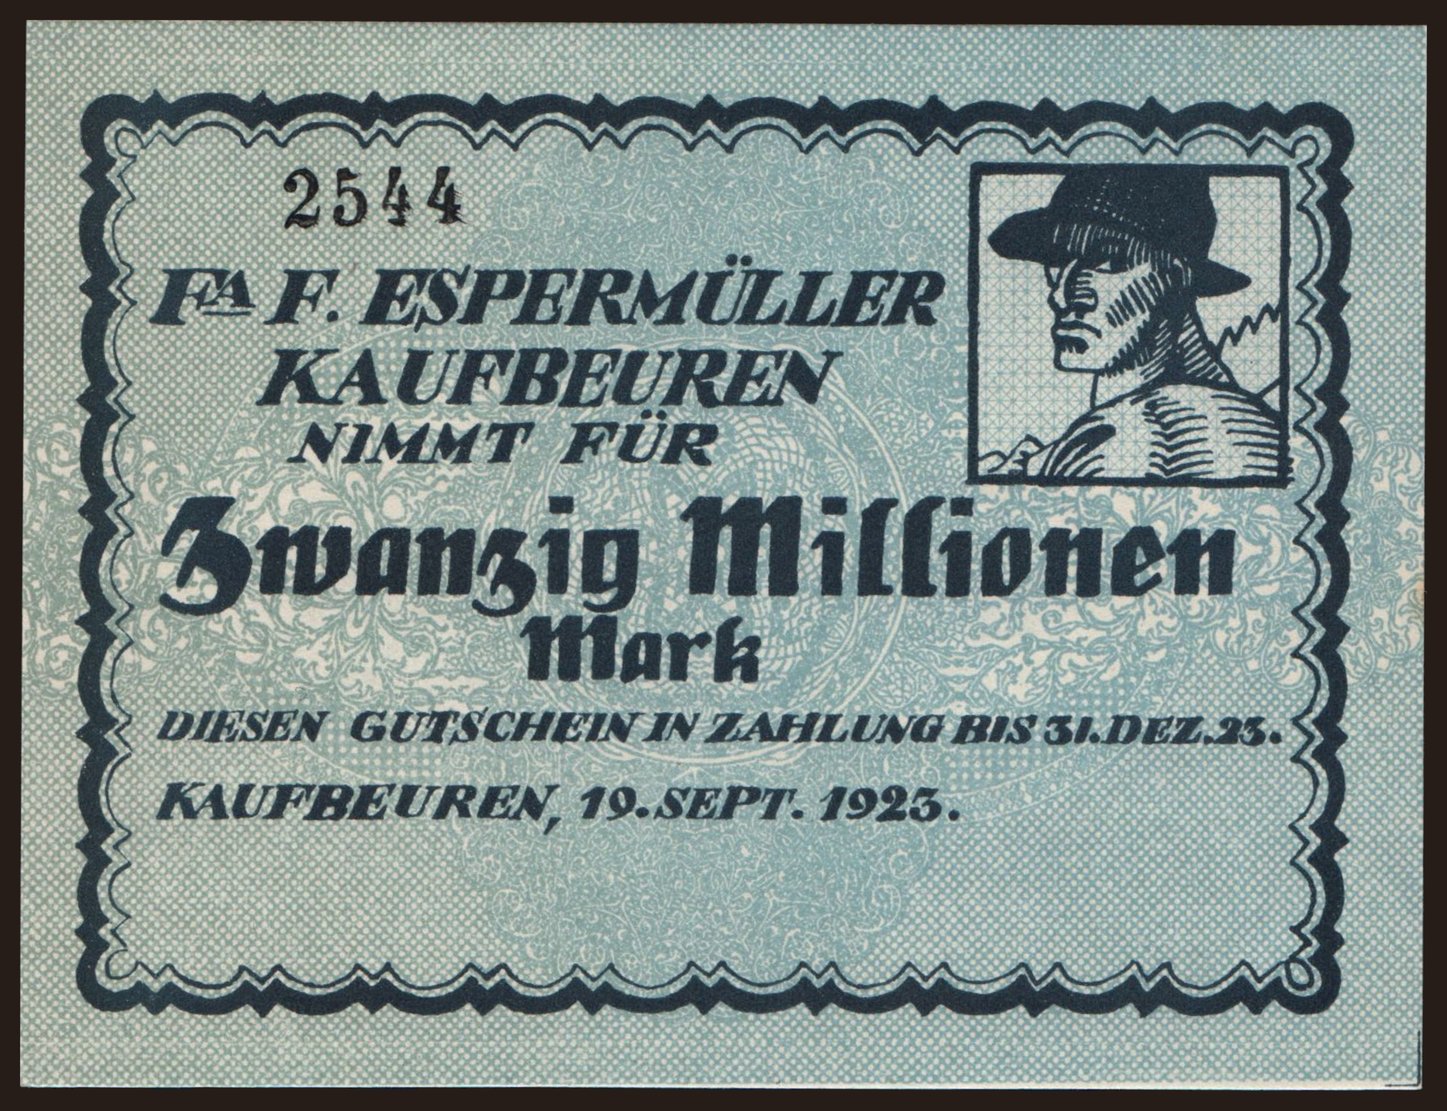 2544
FA F. ESPERMÜLLER
KAUFBEUREN
NIMMT FÜR
Zwanzig Millionen
Mark
DIESEN GUTSCHEIN IN ZAHLUNG BIS 31.DEZ.23.
KAUFBEUREN, 19.SEPT. 1923.